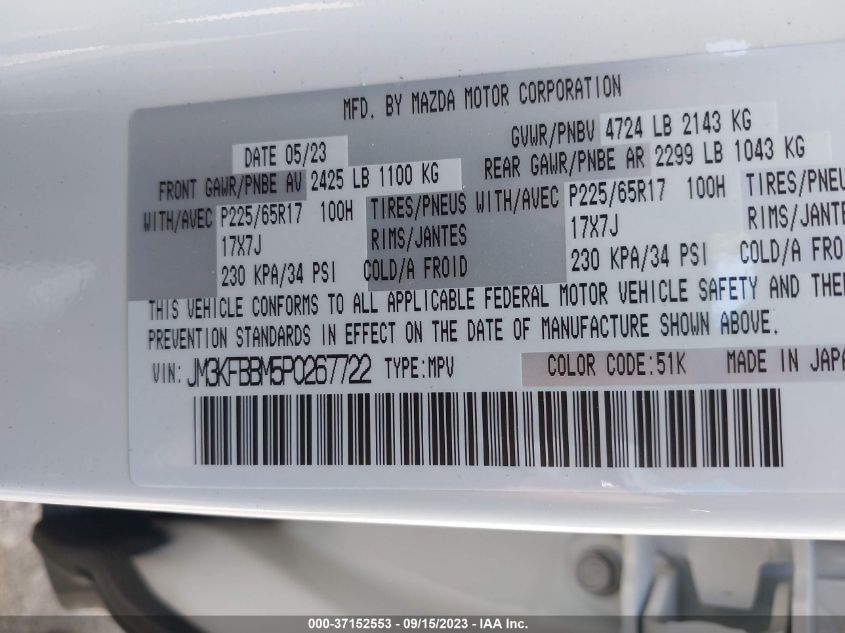 MFD. BY MAZDA MOTOR CORPORATION
DATE 05/23 GVWR/PNBV 4724 LB 2143 KG
FRONT GAWR/PNBE AV 2425 LB 1100 KG REAR GAWR/PNBE AR 2299 LB 1043 KG
WITH/AVEC P225/65R17 100H TIRES/PNEUS WITH/AVEC P225/65R17 100H TIRES/PNEU
17X7J RIMS/JANTES 17X7J RIMS/JANTE
230 KPA/34 PSI COLD/A FROID 230 KPA/34 PSI COLD/A FRO
THIS VEHICLE CONFORMS TO ALL APPLICABLE FEDERAL MOTOR VEHICLE SAFETY AND THE
PREVENTION STANDARDS IN EFFECT ON THE DATE OF MANUFACTURE SHOWN ABOVE.
VIN: JM3KFBBM5P0267722 TYPE:MPV COLOR CODE:51K MADE IN JAPA
000-37152553 - 09/15/2023 - IAA Inc.